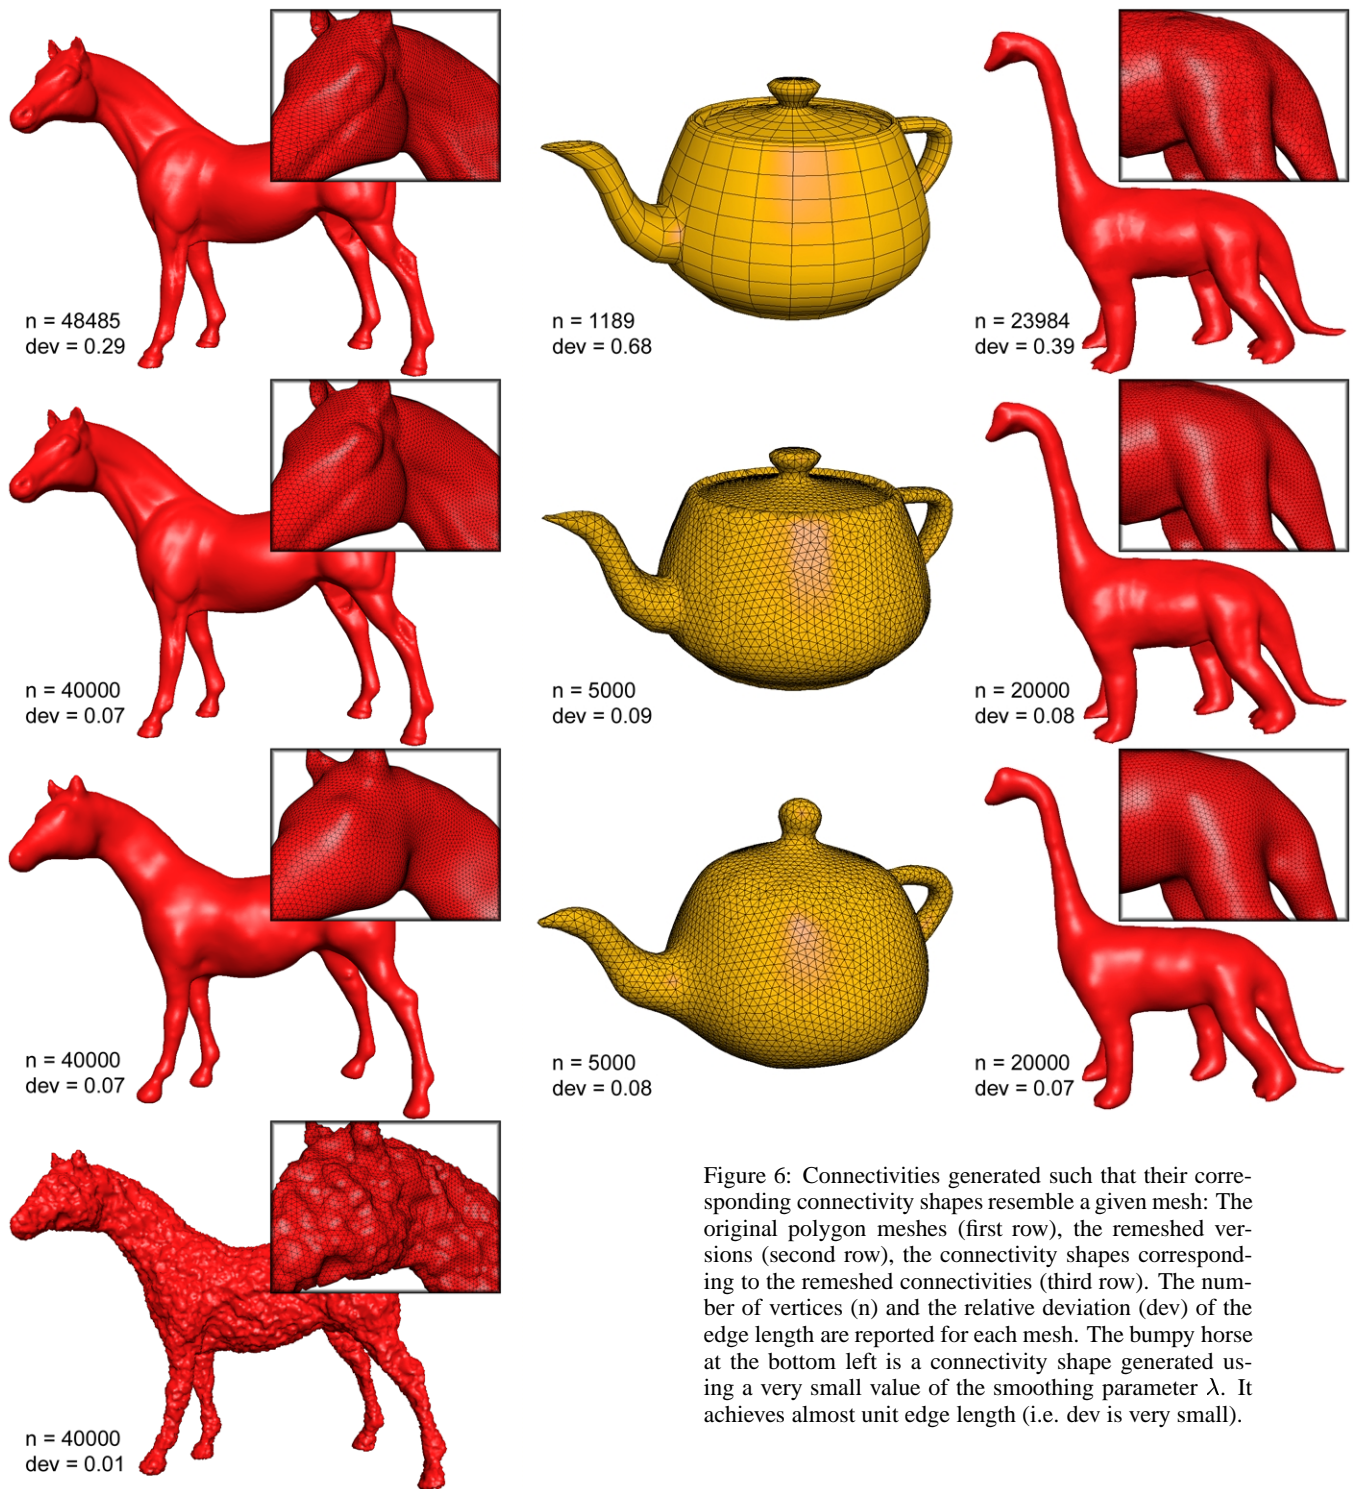 n = 48485
dev = 0.29
n = 1189
dev = 0.68
n = 23984
dev = 0.39
n = 40000
dev = 0.07
n = 5000
dev = 0.09
n = 20000
dev = 0.08
n = 40000
dev = 0.07
n = 5000
dev = 0.08
n = 20000
dev = 0.07
n = 40000
dev = 0.01
Figure 6: Connectivities generated such that their corre-
sponding connectivity shapes resemble a given mesh: The
original polygon meshes (first row), the remeshed ver-
sions (second row), the connectivity shapes correspond-
ing to the remeshed connectivities (third row). The num-
ber of vertices (n) and the relative deviation (dev) of the
edge length are reported for each mesh. The bumpy horse
at the bottom left is a connectivity shape generated us-
ing a very small value of the smoothing parameter λ. It
achieves almost unit edge length (i.e. dev is very small).